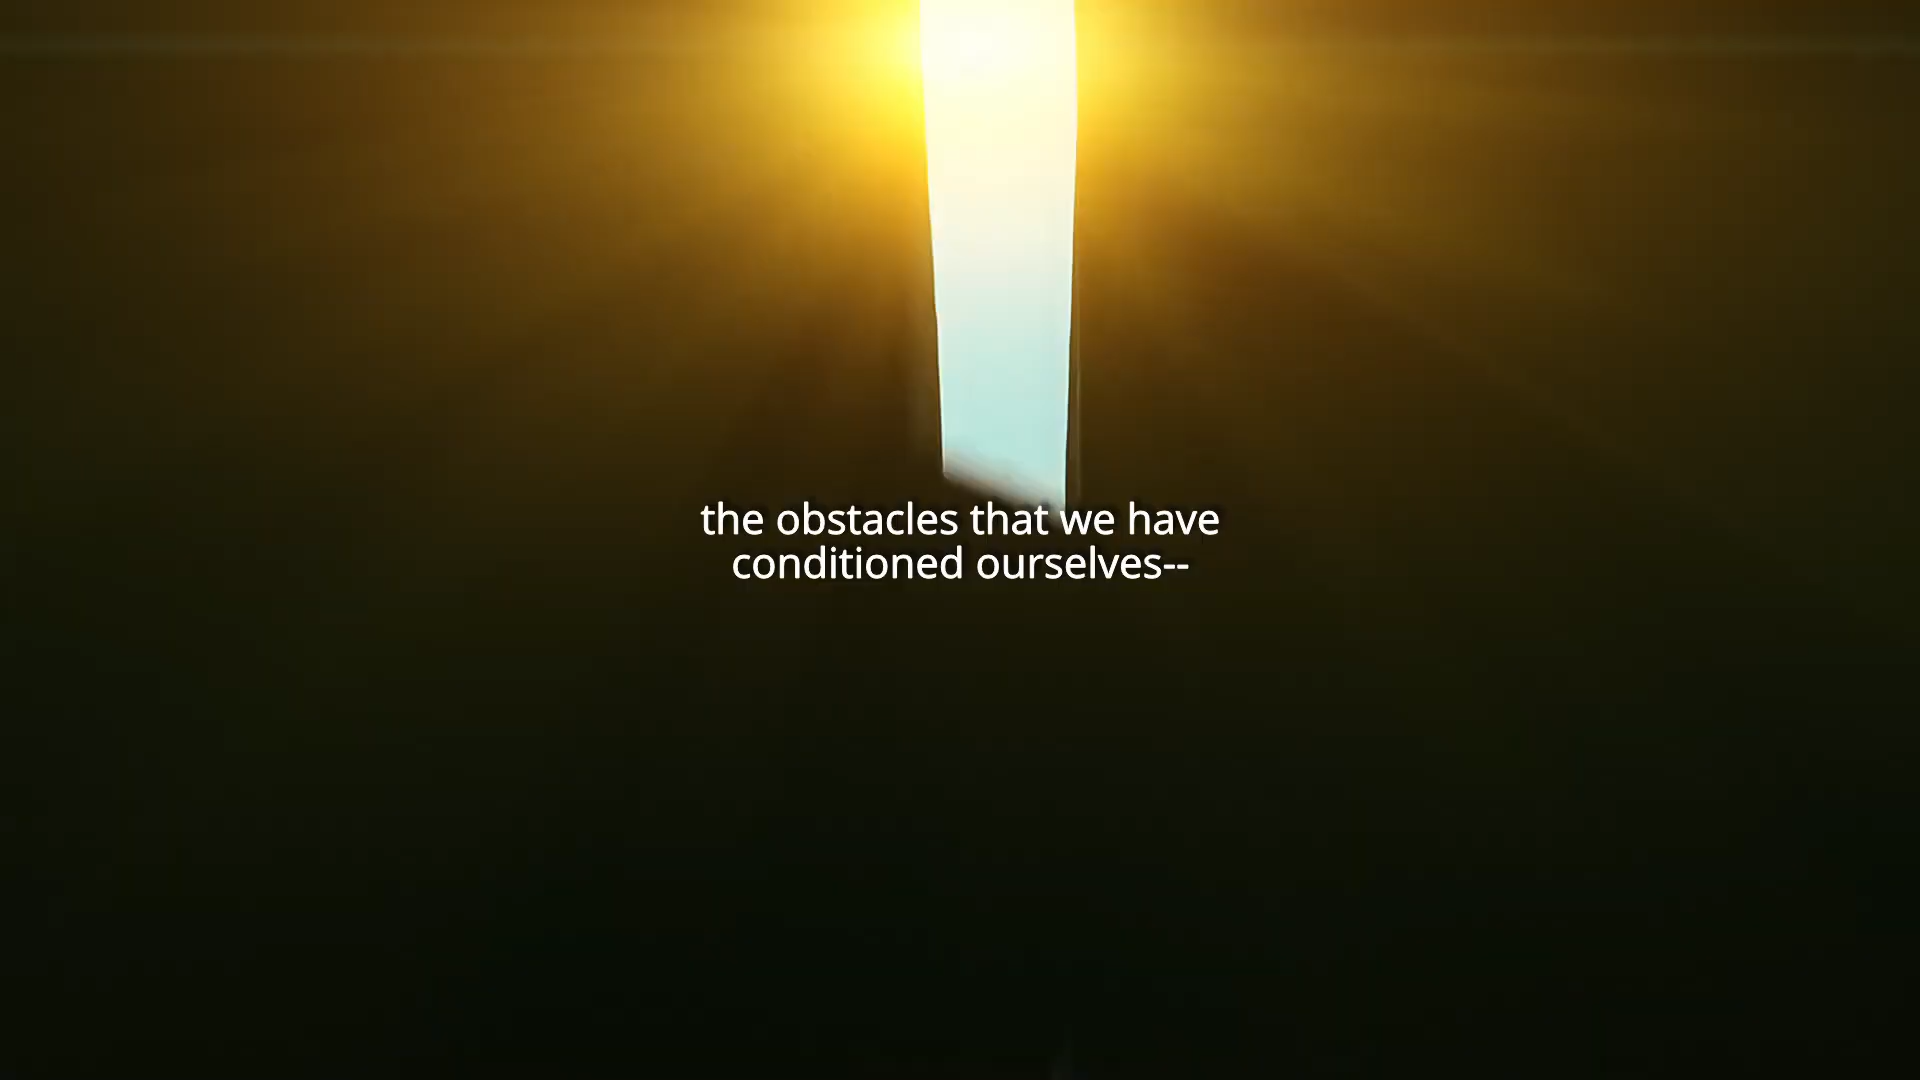 the obstacles that we have
conditioned ourselves--